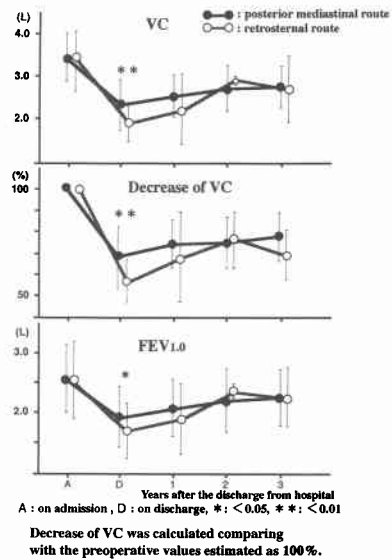 (L)
VC
: posterior mediastinal route
: retrosternal route
4.0
* *
3.0
2.0
(%)
100
Decrease of VC
* *
50
(L)
FEV1.0
3.0
*
2.0
A D 1 2 3
Years after the discharge from hospital
A : on admission , D : on discharge, *: <0.05, * *: <0.01
Decrease of VC was calculated comparing
with the preoperative values estimated as 100%.